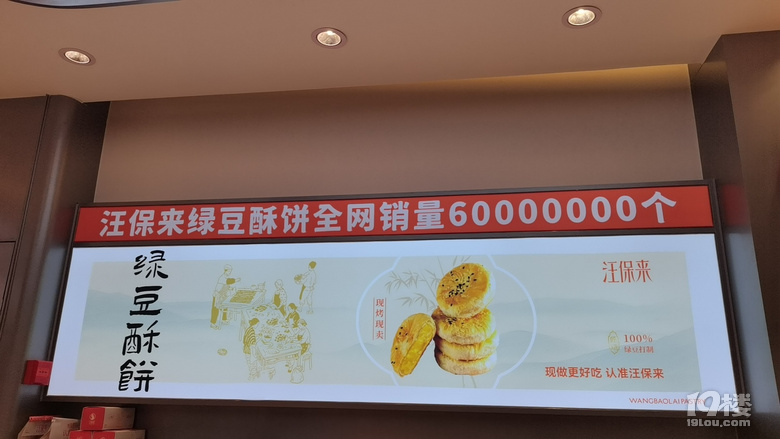 汪保来绿豆酥饼全网销量60000000个
绿豆酥餅
现烤现卖
汪保来
100%
绿豆打制
现做更好吃 认准汪保来
WANGBAOLAI PASTRY
19楼
19lou.com